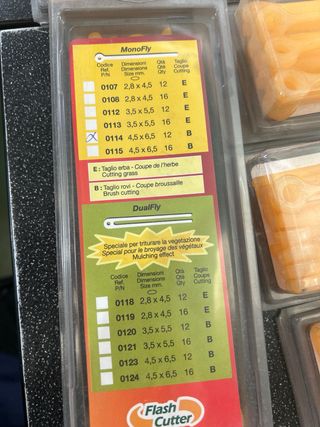 MonoFly
Codice Ref. P/N Dimensioni Dimensions Size mm. Q.tà Qté Q.ty Taglio Coupe Cutting
0107 2,8 x 4,5 12 E
0108 2,8 x 4,5 16 E
0112 3,5 x 5,5 12 E
0113 3,5 x 5,5 16 E
X 0114 4,5 x 6,5 12 B
0115 4,5 x 6,5 16 B
E : Taglio erba - Coupe de l'herbe
Cutting grass
B : Taglio rovi - Coupe broussaille
Brush cutting
DualFly
Speciale per triturare la vegetazione
Special pour le broyage des végétaux
Mulching effect
Codice Ref. P/N Dimensioni Dimensions Size mm. Q.tà Qté Q.ty Taglio Coupe Cutting
0118 2,8 x 4,5 12 E
0119 2,8 x 4,5 16 E
0120 3,5 x 5,5 12 B
0121 3,5 x 5,5 16 B
0123 4,5 x 6,5 12 B
0124 4,5 x 6,5 16 B
Flash
Cutter